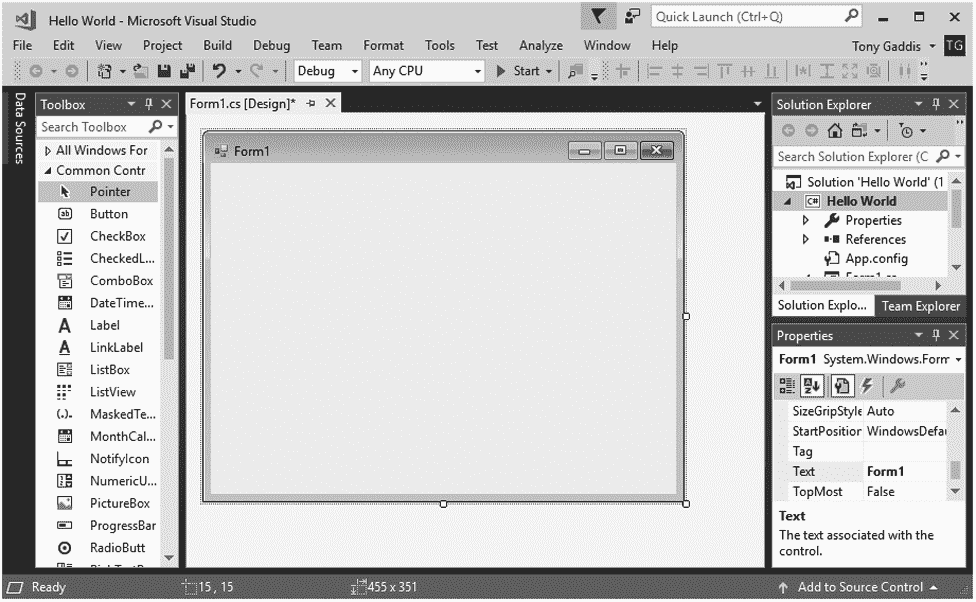 Hello World - Microsoft Visual Studio
Quick Launch (Ctrl+Q)
File Edit View Project Build Debug Team Format Tools Test Analyze Window Help
Tony Gaddis TG
Debug Any CPU Start
Data Sources
Toolbox
Search Toolbox
All Windows For
Common Contr
Pointer
Button
CheckBox
CheckedL...
ComboBox
DateTime...
Label
LinkLabel
ListBox
ListView
MaskedTe...
MonthCal...
NotifyIcon
NumericU...
PictureBox
ProgressBar
RadioButt
Form1.cs [Design]*
Form1
Solution Explorer
Search Solution Explorer (C
Solution 'Hello World' (1
C# Hello World
Properties
References
App.config
Form1.cs
Solution Explo... Team Explorer
Properties
Form1 System.Windows.Form
SizeGripStyle Auto
StartPosition WindowsDefau
Tag
Text Form1
TopMost False
Text
The text associated with the
control.
Ready 15, 15 455 x 351 Add to Source Control